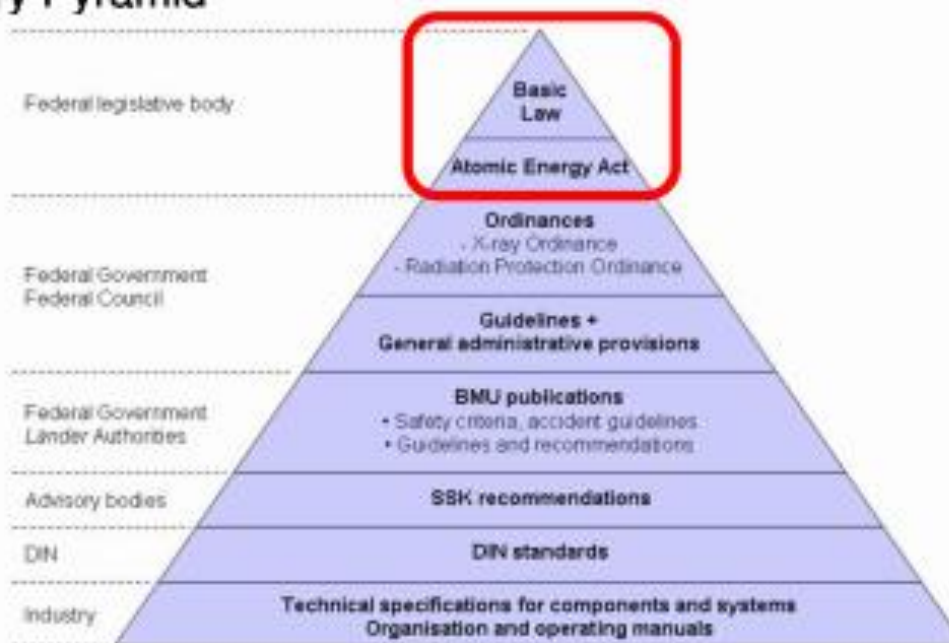 y Pyramid
Federal legislative body
Basic
Law
Atomic Energy Act
Federal Government
Federal Council
Ordinances
- X-ray Ordinance
- Radiation Protection Ordinance
Guidelines +
General administrative provisions
Federal Government
Länder Authorities
BMU publications
• Safety criteria, accident guidelines
• Guidelines and recommendations
Advisory bodies
SSK recommendations
DIN
DIN standards
Industry
Technical specifications for components and systems
Organisation and operating manuals